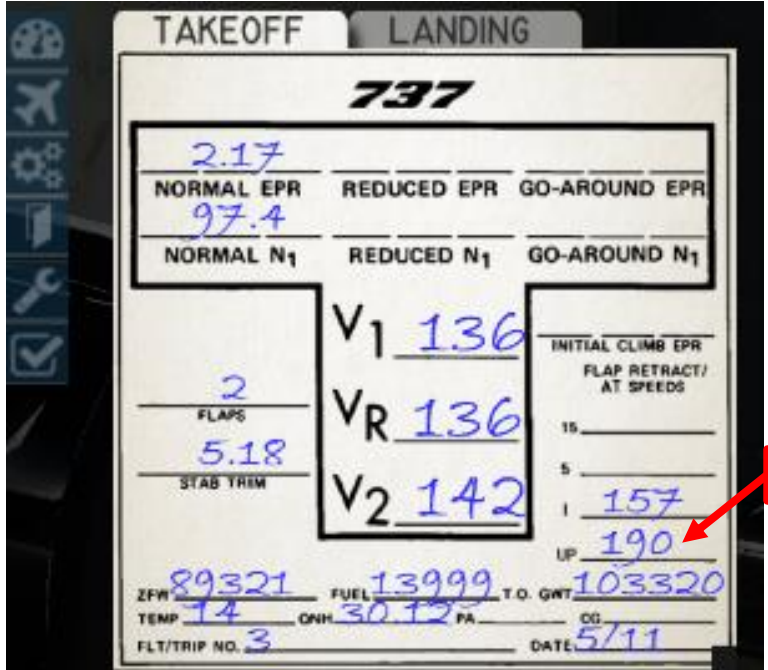 TAKEOFF LANDING
737
2.17
NORMAL EPR REDUCED EPR GO-AROUND EPR
97.4
NORMAL N1 REDUCED N1 GO-AROUND N1
V1 136
INITIAL CLIMB EPR
FLAP RETRACT/
AT SPEEDS
2
FLAPS
VR 136
15
5.18
STAB TRIM
5
V2 142
1 157
UP 190
ZFW 89321 FUEL 13999 T.O. GWT 103320
TEMP 14 QNH 30.12 PA CG
FLT/TRIP NO. 3 DATE 5/11